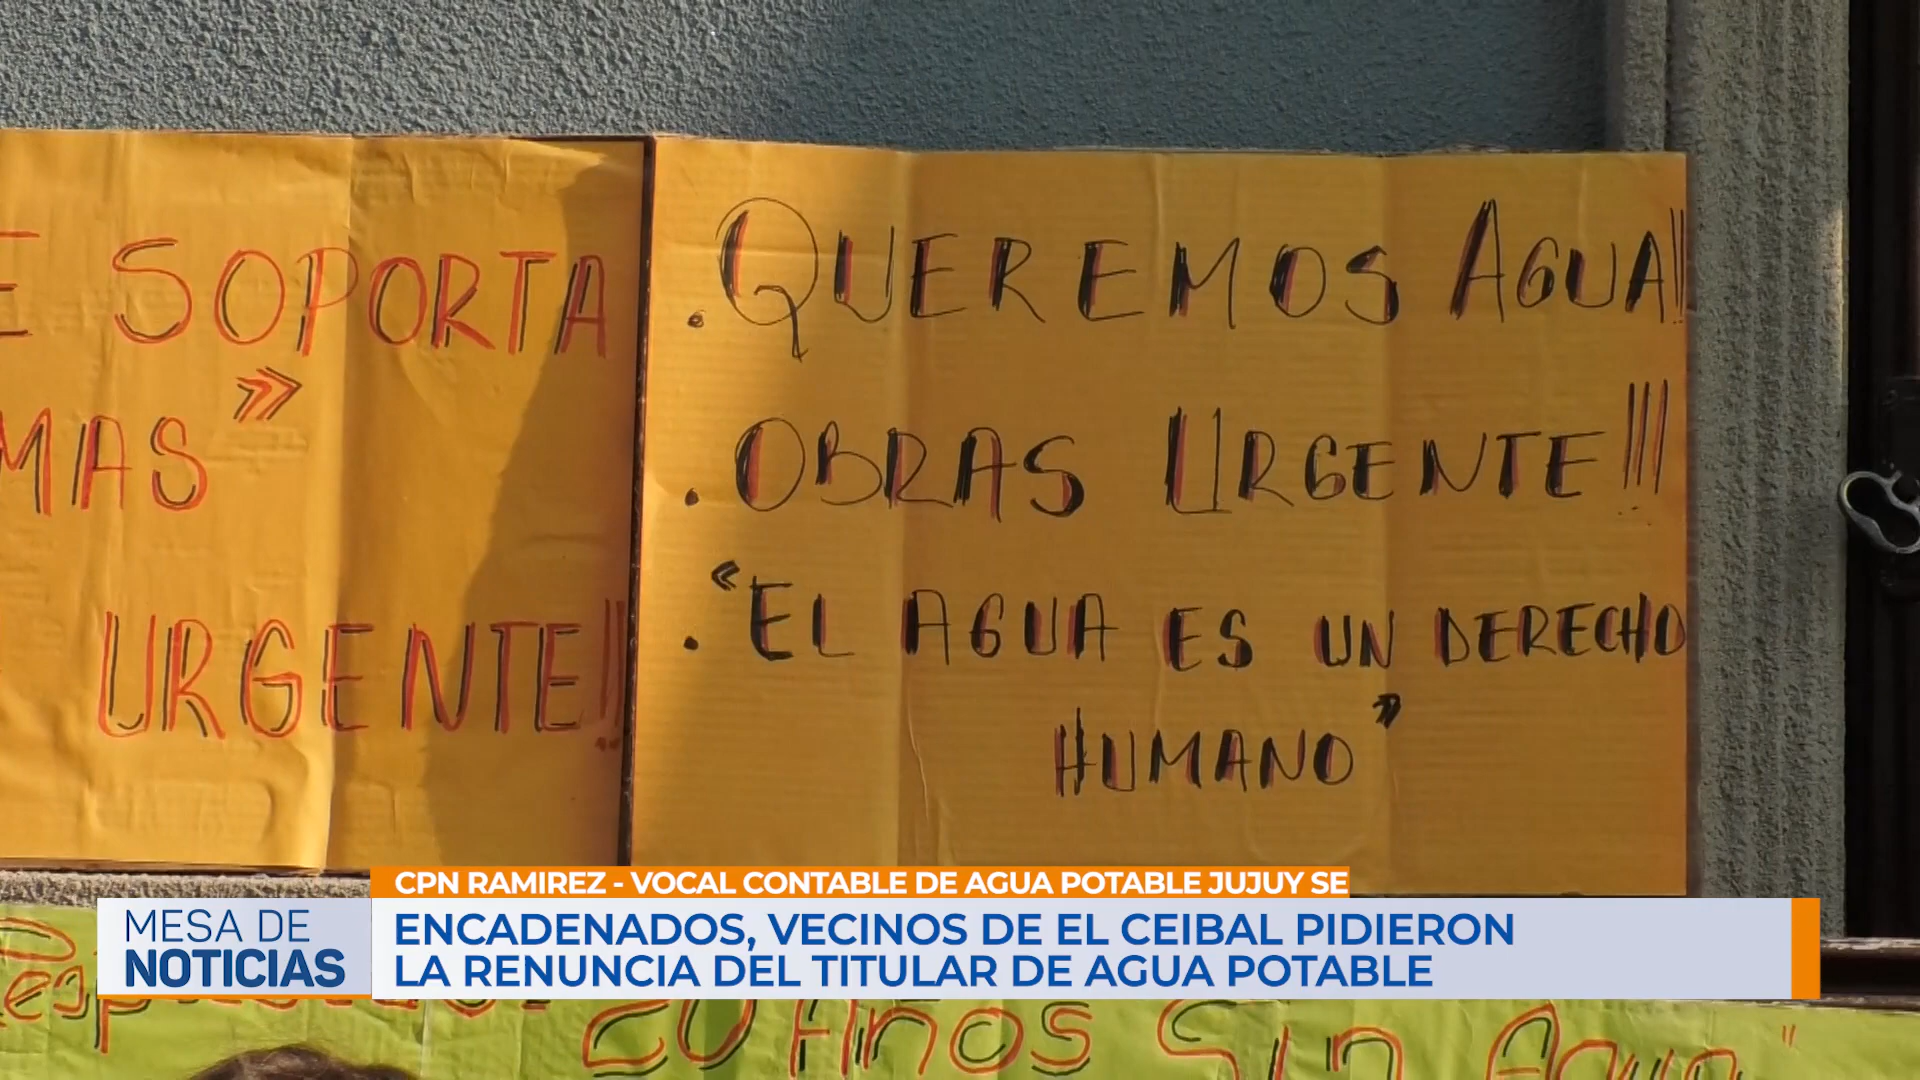 E SOPORTA
MAS”
URGENTE!!
. QUEREMOS AGUA!!
. OBRAS URGENTE!!!
. “EL AGUA ES UN DERECHO
HUMANO”
CPN RAMIREZ - VOCAL CONTABLE DE AGUA POTABLE JUJUY SE
MESA DE
NOTICIAS
ENCADENADOS, VECINOS DE EL CEIBAL PIDIERON
LA RENUNCIA DEL TITULAR DE AGUA POTABLE
20 Años Sin Agua"